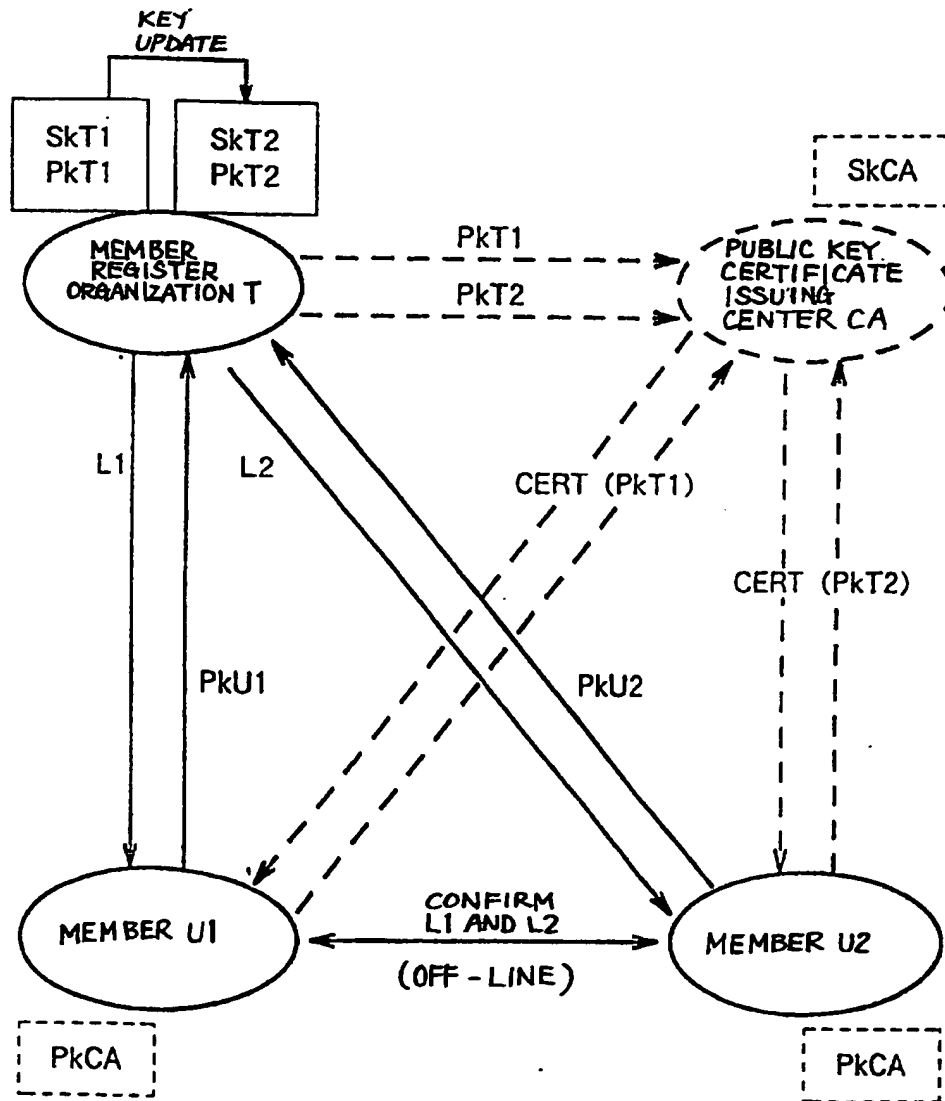 KEY
UPDATE
SkT1
PkT1
SkT2
PkT2
SkCA
MEMBER
REGISTER
ORGANIZATION T
PkT1
PkT2
PUBLIC KEY
CERTIFICATE
ISSUING
CENTER CA
L1
L2
CERT (PkT1)
CERT (PkT2)
PkU1
PkU2
MEMBER U1
CONFIRM
L1 AND L2
(OFF-LINE)
MEMBER U2
PkCA
PkCA